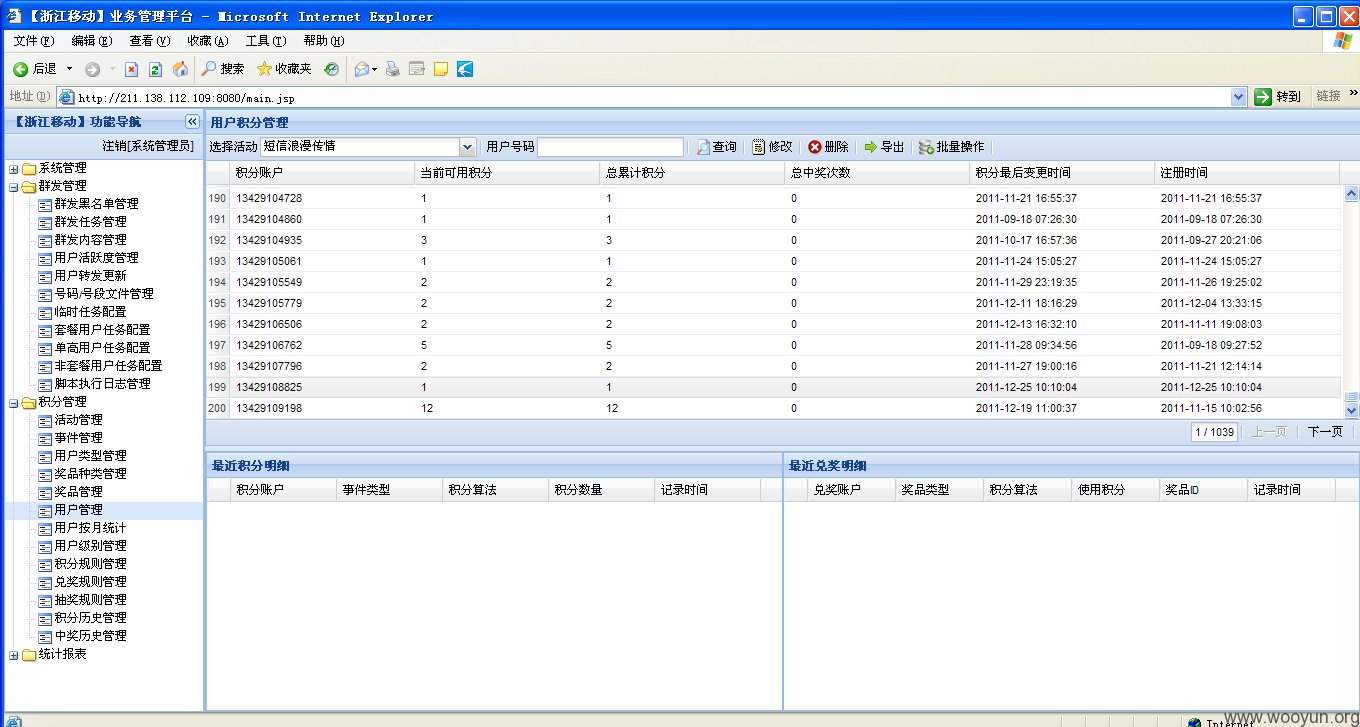 【浙江移动】业务管理平台 - Microsoft Internet Explorer
文件(F) 编辑(E) 查看(V) 收藏(A) 工具(T) 帮助(H)
后退 搜索 收藏夹
地址(D) http://211.138.112.109:8080/main.jsp 转到 链接 »
【浙江移动】功能导航
注销[系统管理员]
系统管理
群发管理
群发黑名单管理
群发任务管理
群发内容管理
用户活跃度管理
用户转发更新
号码/号段文件管理
临时任务配置
套餐用户任务配置
单高用户任务配置
非套餐用户任务配置
脚本执行日志管理
积分管理
活动管理
事件管理
用户类型管理
奖品种类管理
奖品管理
用户管理
用户按月统计
用户级别管理
积分规则管理
兑奖规则管理
抽奖规则管理
积分历史管理
中奖历史管理
统计报表
用户积分管理
选择活动 短信浪漫传情 用户号码 查询 修改 删除 导出 批量操作
积分账户 当前可用积分 总累计积分 总中奖次数 积分最后变更时间 注册时间
190 13429104728 1 1 0 2011-11-21 16:55:37 2011-11-21 16:55:37
191 13429104860 1 1 0 2011-09-18 07:26:30 2011-09-18 07:26:30
192 13429104935 3 3 0 2011-10-17 16:57:36 2011-09-27 20:21:06
193 13429105061 1 1 0 2011-11-24 15:05:27 2011-11-24 15:05:27
194 13429105549 2 2 0 2011-11-29 23:19:35 2011-11-26 19:25:02
195 13429105779 2 2 0 2011-12-11 18:16:29 2011-12-04 13:33:15
196 13429106506 2 2 0 2011-12-13 16:32:10 2011-11-11 19:08:03
197 13429106762 5 5 0 2011-11-28 09:34:56 2011-09-18 09:27:52
198 13429107796 2 2 0 2011-11-27 19:00:16 2011-11-21 12:14:14
199 13429108825 1 1 0 2011-12-25 10:10:04 2011-12-25 10:10:04
200 13429109198 12 12 0 2011-12-19 11:00:37 2011-11-15 10:02:56
1 / 1039 上一页 下一页
最近积分明细
积分账户 事件类型 积分算法 积分数量 记录时间
最近兑奖明细
兑奖账户 奖品类型 积分算法 使用积分 奖品ID 记录时间
Internet
www.wooyun.org